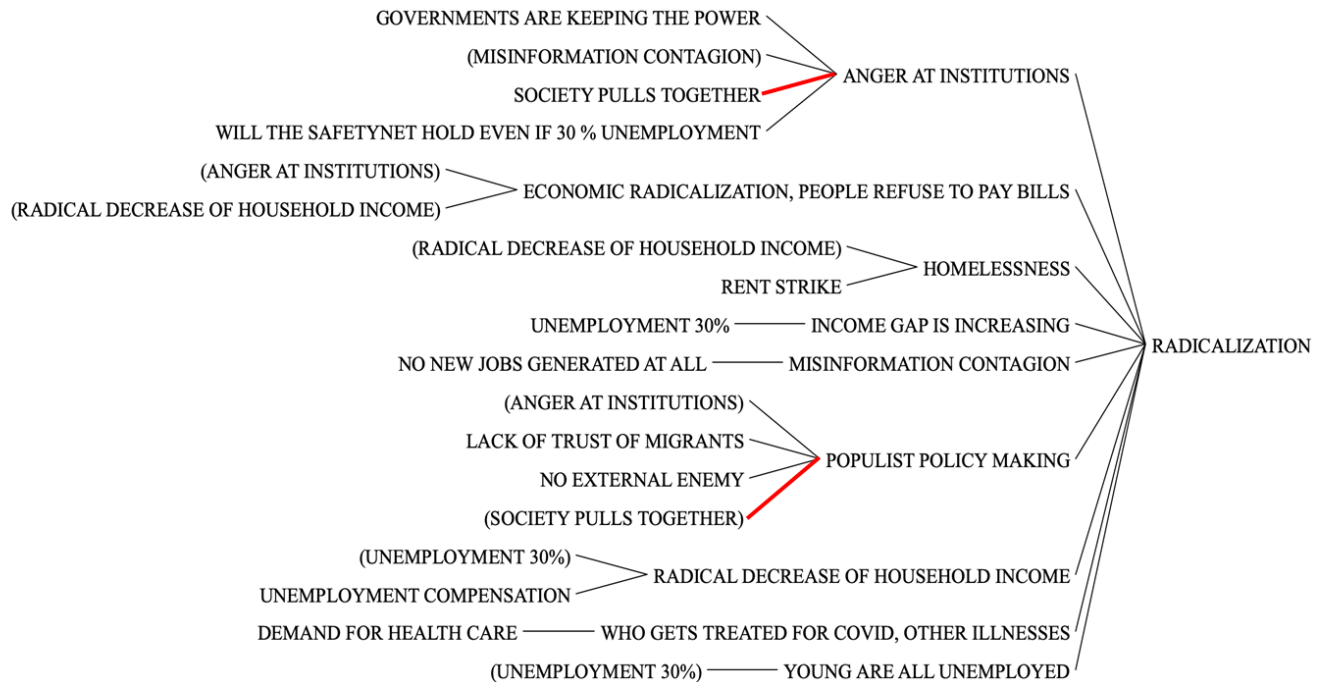 GOVERNMENTS ARE KEEPING THE POWER
(MISINFORMATION CONTAGION)
ANGER AT INSTITUTIONS
SOCIETY PULLS TOGETHER
WILL THE SAFETYNET HOLD EVEN IF 30 % UNEMPLOYMENT
(ANGER AT INSTITUTIONS)
ECONOMIC RADICALIZATION, PEOPLE REFUSE TO PAY BILLS
(RADICAL DECREASE OF HOUSEHOLD INCOME)
(RADICAL DECREASE OF HOUSEHOLD INCOME)
HOMELESSNESS
RENT STRIKE
UNEMPLOYMENT 30%
INCOME GAP IS INCREASING
RADICALIZATION
NO NEW JOBS GENERATED AT ALL
MISINFORMATION CONTAGION
(ANGER AT INSTITUTIONS)
LACK OF TRUST OF MIGRANTS
POPULIST POLICY MAKING
NO EXTERNAL ENEMY
(SOCIETY PULLS TOGETHER)
(UNEMPLOYMENT 30%)
RADICAL DECREASE OF HOUSEHOLD INCOME
UNEMPLOYMENT COMPENSATION
DEMAND FOR HEALTH CARE
WHO GETS TREATED FOR COVID, OTHER ILLNESSES
(UNEMPLOYMENT 30%)
YOUNG ARE ALL UNEMPLOYED